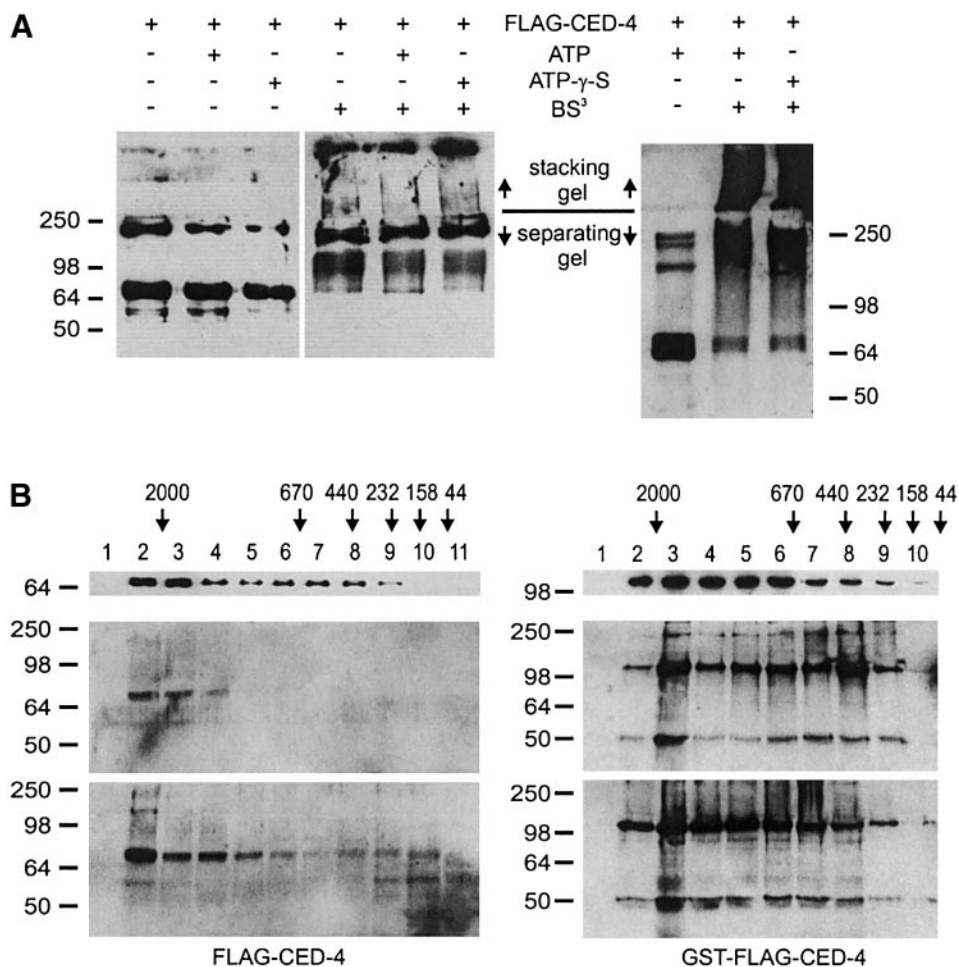 A
+ + + + + + FLAG-CED-4 + + +
- + - - + - ATP + + -
- - + - - + ATP-γ-S - - +
- - - + + + BS³ - + +
stacking gel
separating gel
250
98
64
50
250
98
64
50
B
2000 670 440 232 158 44
1 2 3 4 5 6 7 8 9 10 11
64
250
98
64
50
250
98
64
50
FLAG-CED-4
2000 670 440 232 158 44
1 2 3 4 5 6 7 8 9 10
98
250
98
64
50
250
98
64
50
GST-FLAG-CED-4